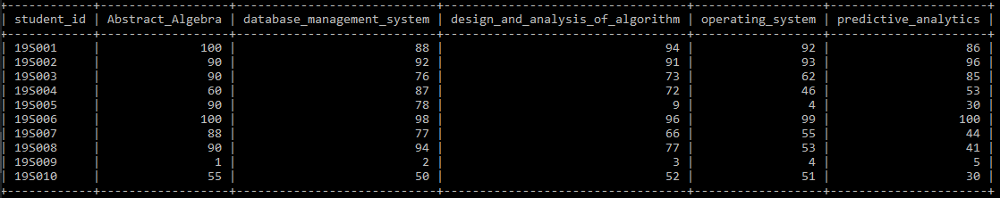 | student_id | Abstract_Algebra | database_management_system | design_and_analysis_of_algorithm | operating_system | predictive_analytics |
| 19S001 | 100 | 88 | 94 | 92 | 86 |
| 19S002 | 90 | 92 | 91 | 93 | 96 |
| 19S003 | 90 | 76 | 73 | 62 | 85 |
| 19S004 | 60 | 87 | 72 | 46 | 53 |
| 19S005 | 90 | 78 | 9 | 4 | 30 |
| 19S006 | 100 | 98 | 96 | 99 | 100 |
| 19S007 | 88 | 77 | 66 | 55 | 44 |
| 19S008 | 90 | 94 | 77 | 53 | 41 |
| 19S009 | 1 | 2 | 3 | 4 | 5 |
| 19S010 | 55 | 50 | 52 | 51 | 30 |